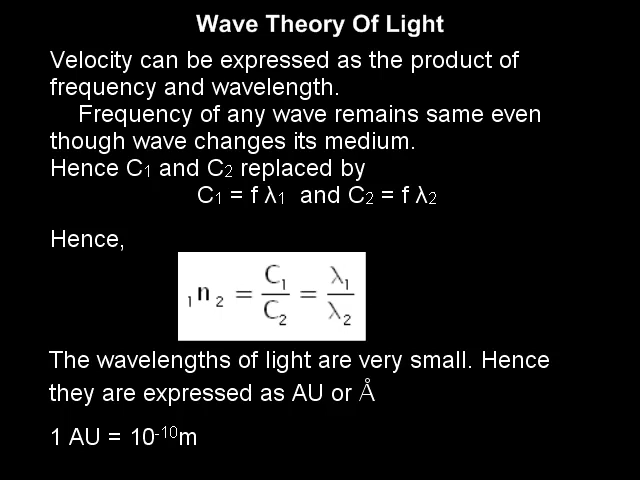 Wave Theory Of Light
Velocity can be expressed as the product of
frequency and wavelength.
Frequency of any wave remains same even
though wave changes its medium.
Hence C₁ and C₂ replaced by
C₁ = f λ₁ and C₂ = f λ₂
Hence,
₁n₂ = C₁/C₂ = λ₁/λ₂
The wavelengths of light are very small. Hence
they are expressed as AU or Å
1 AU = 10⁻¹⁰m